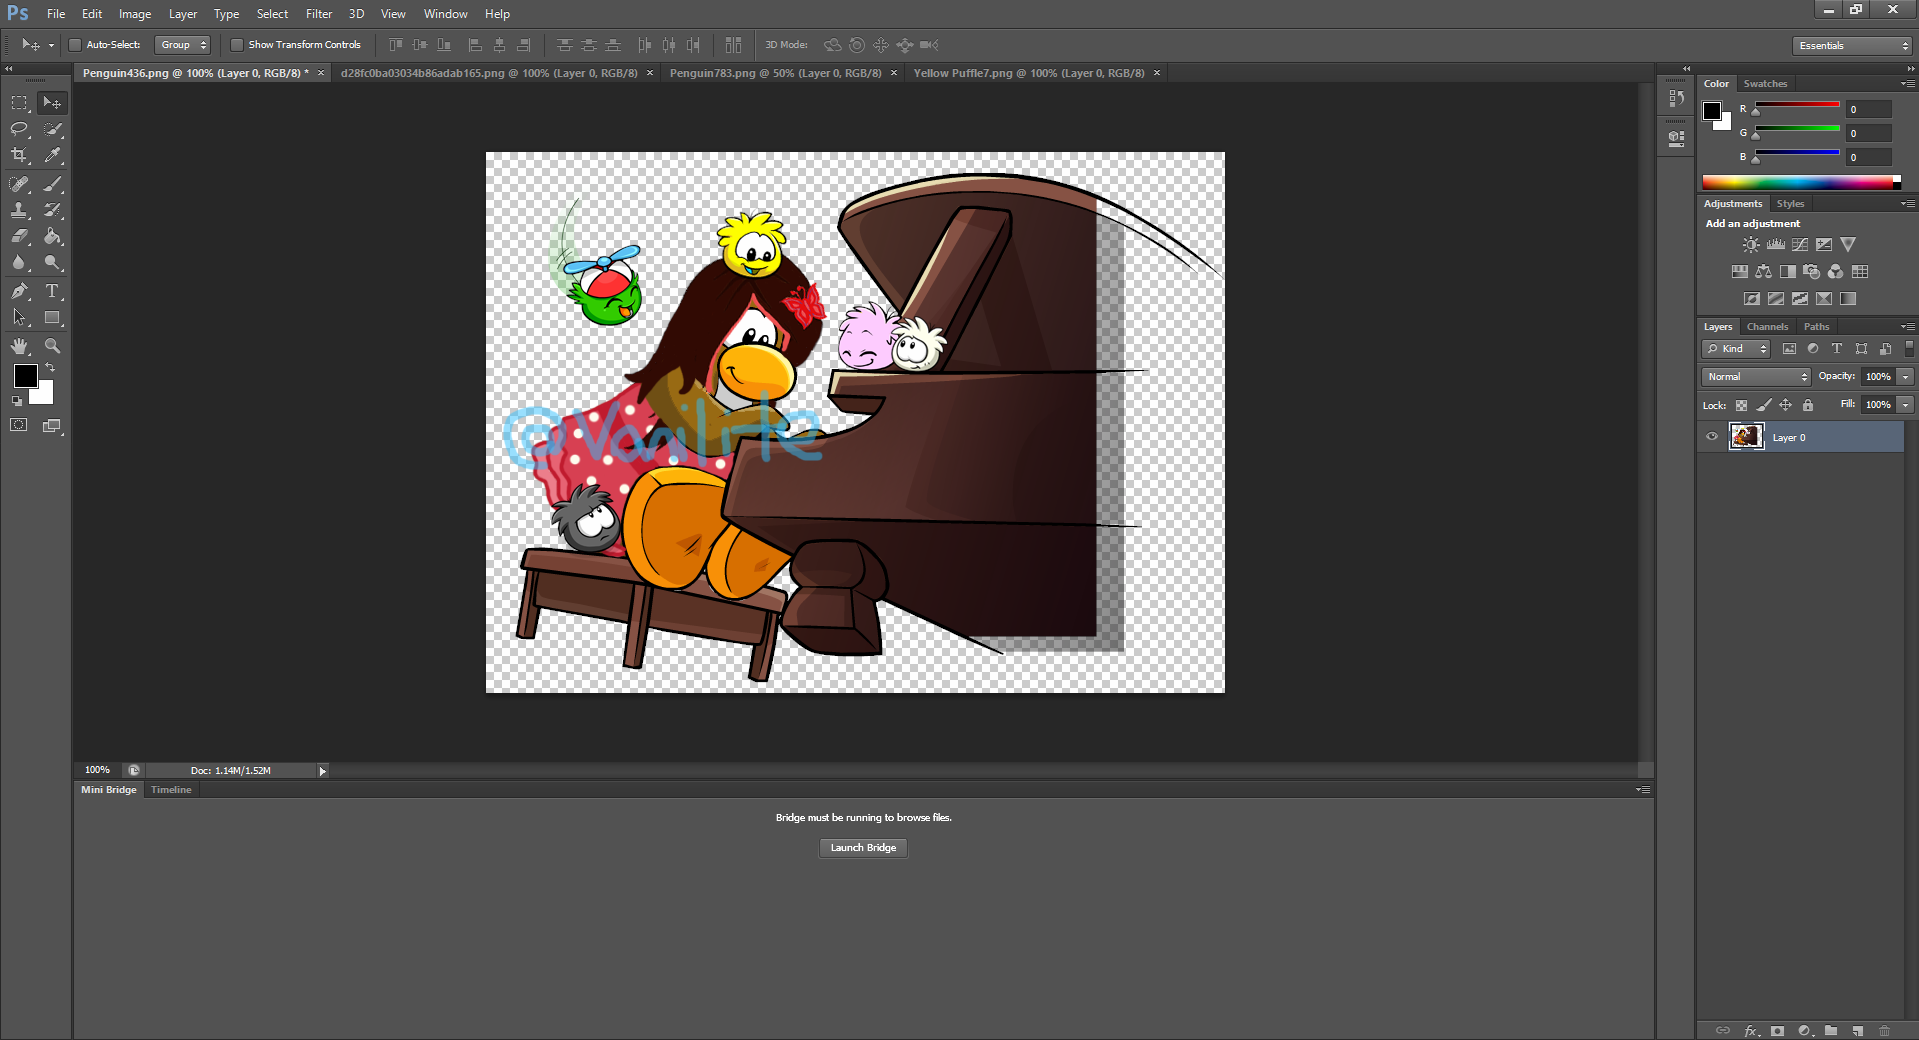 Ps File Edit Image Layer Type Select Filter 3D View Window Help
Auto-Select: Group Show Transform Controls 3D Mode: Essentials
Penguin436.png @ 100% (Layer 0, RGB/8) * × d28fc0ba03034b86adab165.png @ 100% (Layer 0, RGB/8) × Penguin783.png @ 50% (Layer 0, RGB/8) × Yellow Puffle7.png @ 100% (Layer 0, RGB/8) ×
Color Swatches
R 0
G 0
B 0
Adjustments Styles
Add an adjustment
Layers Channels Paths
Kind
Normal Opacity: 100%
Lock: Fill: 100%
Layer 0
100% Doc: 1.14M/1.52M
Mini Bridge Timeline
Bridge must be running to browse files.
Launch Bridge